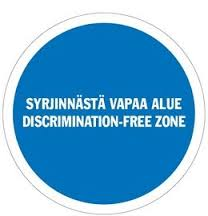 SYRJINNÄSTÄ VAPAA ALUE
DISCRIMINATION-FREE ZONE